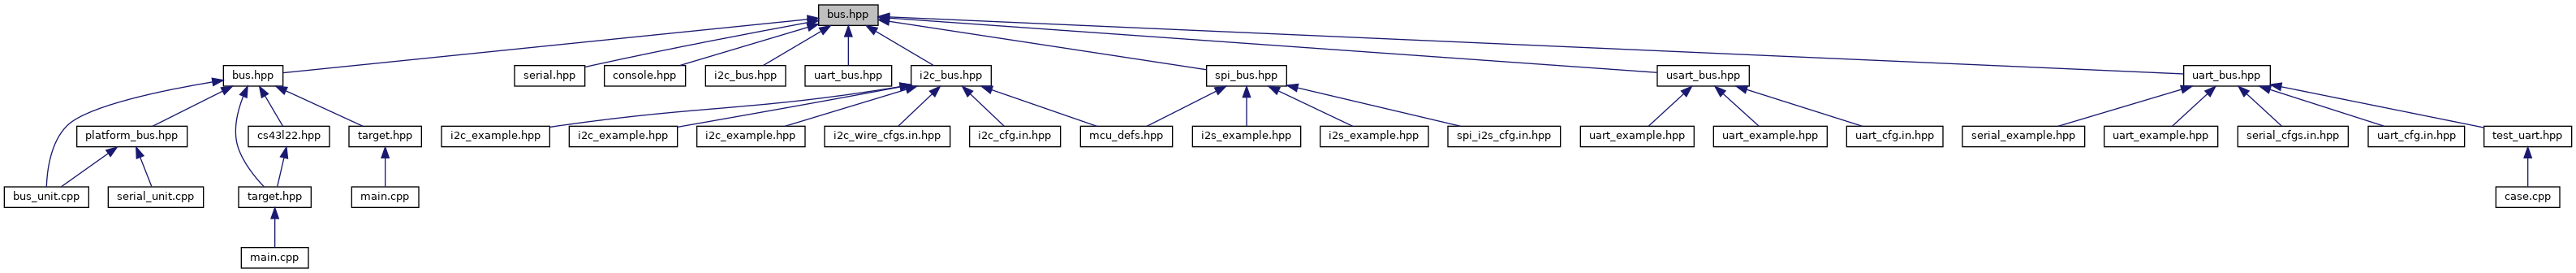 bus.hpp
bus.hpp
serial.hpp
console.hpp
i2c_bus.hpp
uart_bus.hpp
i2c_bus.hpp
spi_bus.hpp
usart_bus.hpp
uart_bus.hpp
platform_bus.hpp
cs43l22.hpp
target.hpp
i2c_example.hpp
i2c_example.hpp
i2c_example.hpp
i2c_wire_cfgs.in.hpp
i2c_cfg.in.hpp
mcu_defs.hpp
i2s_example.hpp
i2s_example.hpp
spi_i2s_cfg.in.hpp
uart_example.hpp
uart_example.hpp
uart_cfg.in.hpp
serial_example.hpp
uart_example.hpp
serial_cfgs.in.hpp
uart_cfg.in.hpp
test_uart.hpp
bus_unit.cpp
serial_unit.cpp
target.hpp
main.cpp
case.cpp
main.cpp